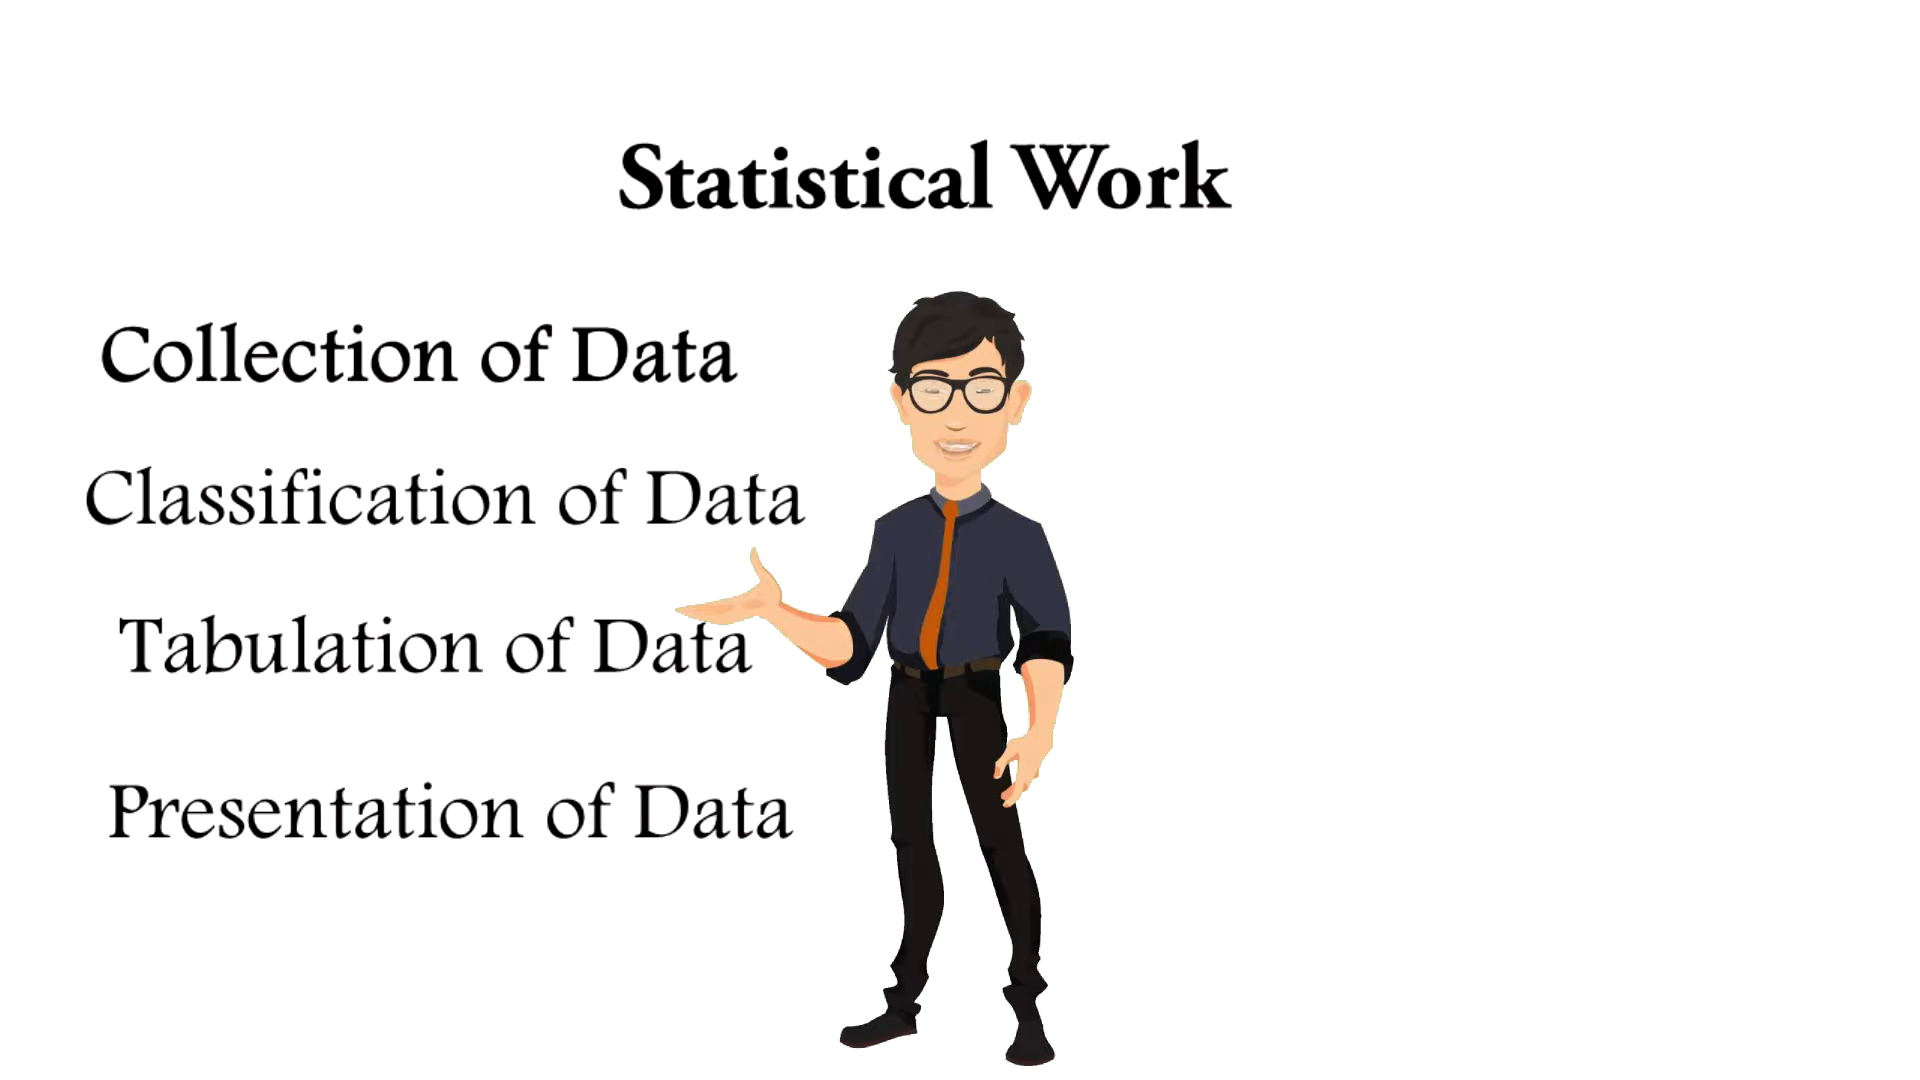 Statistical Work
Collection of Data
Classification of Data
Tabulation of Data
Presentation of Data